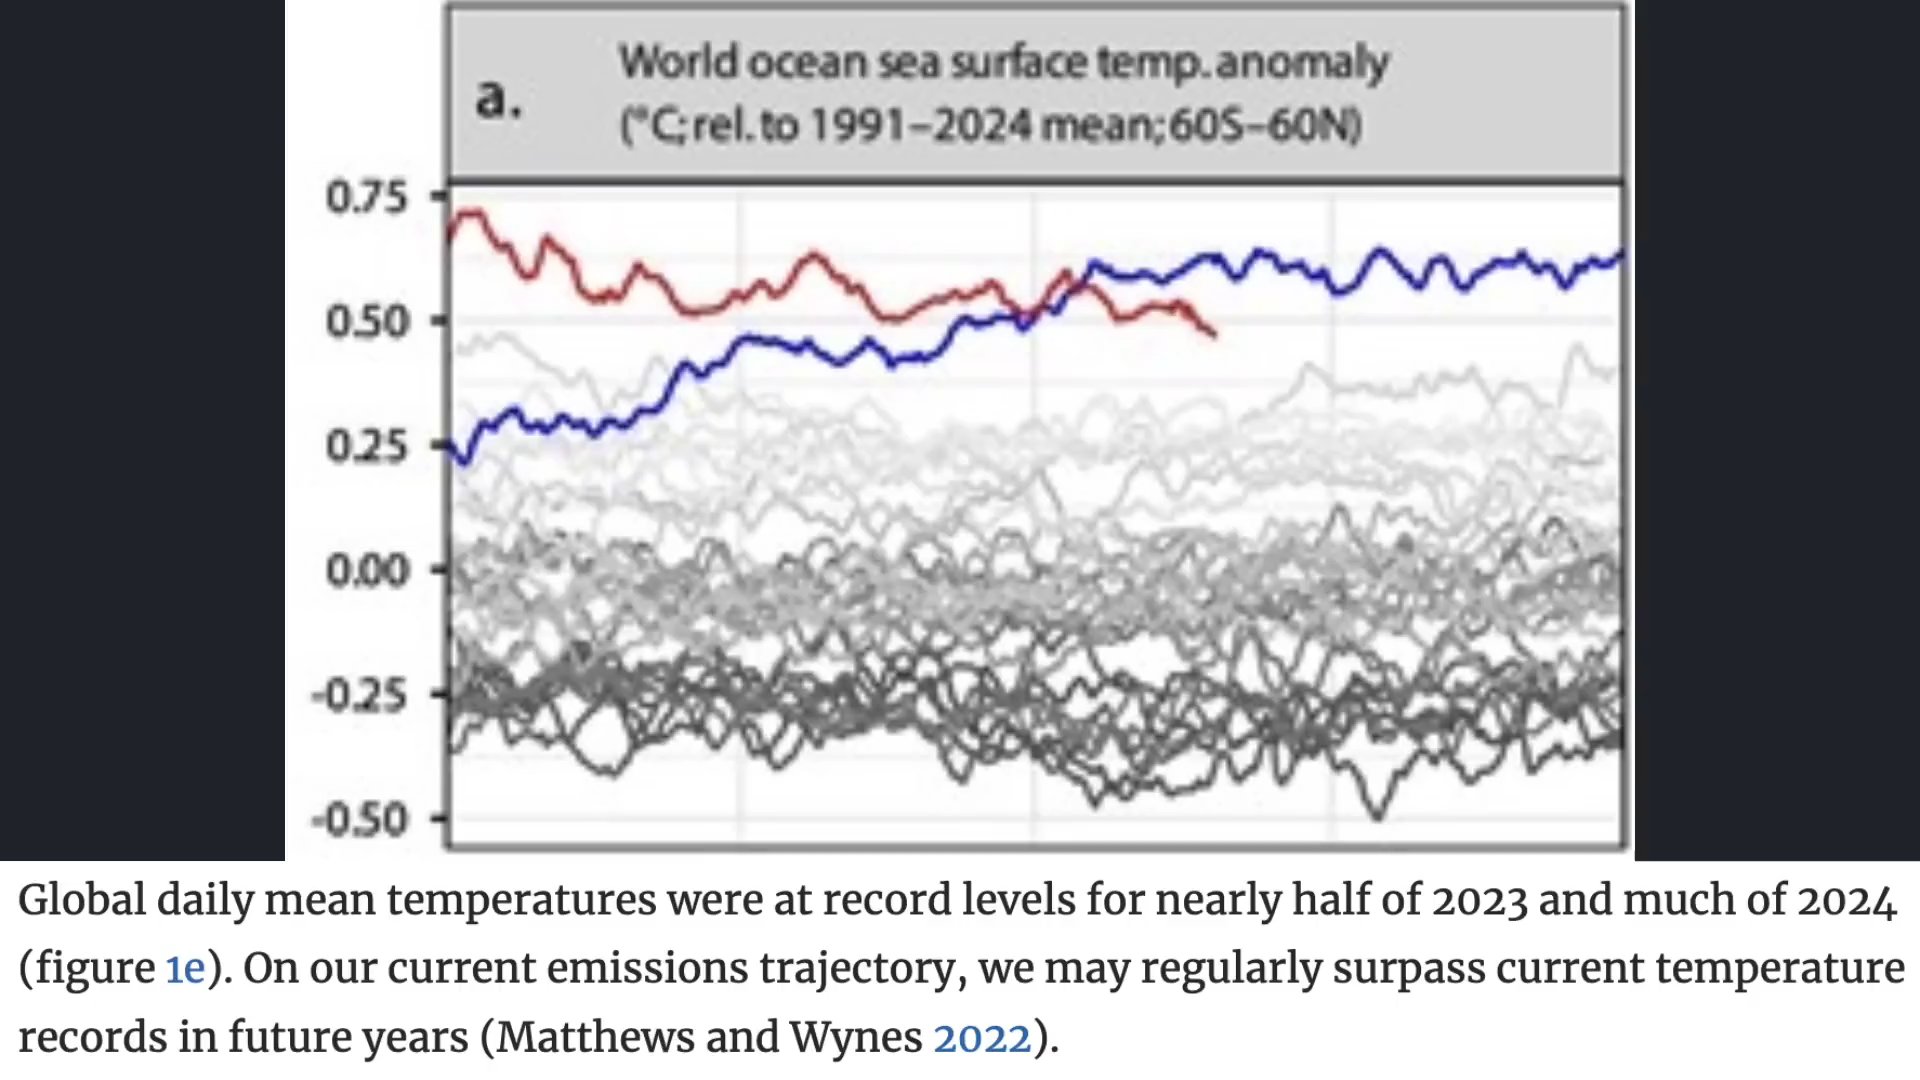 World ocean sea surface temp. anomaly
a.
(°C; rel. to 1991–2024 mean; 60S–60N)
0.75
0.50
0.25
0.00
-0.25
-0.50
Global daily mean temperatures were at record levels for nearly half of 2023 and much of 2024
(figure 1e). On our current emissions trajectory, we may regularly surpass current temperature
records in future years (Matthews and Wynes 2022).